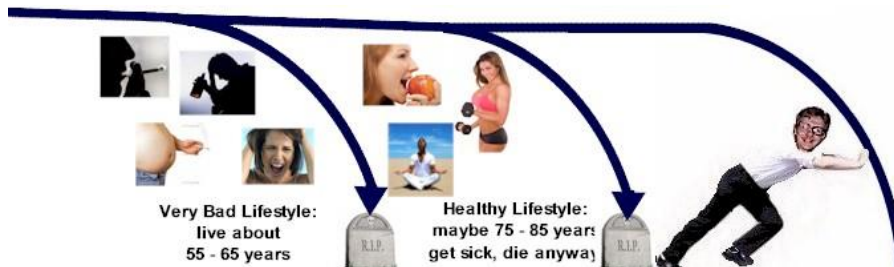 Very Bad Lifestyle:
live about
55 - 65 years
R.I.P.
Healthy Lifestyle:
maybe 75 - 85 years
get sick, die anyway
R.I.P.